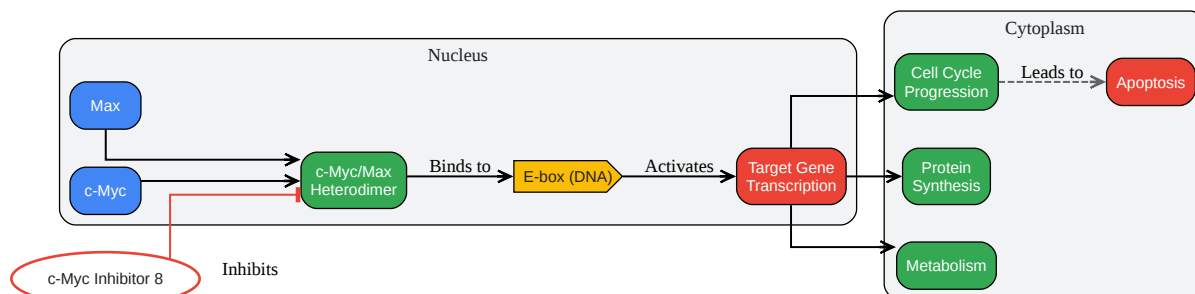 Cytoplasm
Nucleus
Cell Cycle
Progression
Leads to
Apoptosis
Max
c-Myc
c-Myc/Max
Heterodimer
Binds to
E-box (DNA)
Activates
Target Gene
Transcription
Protein
Synthesis
c-Myc Inhibitor 8
Inhibits
Metabolism